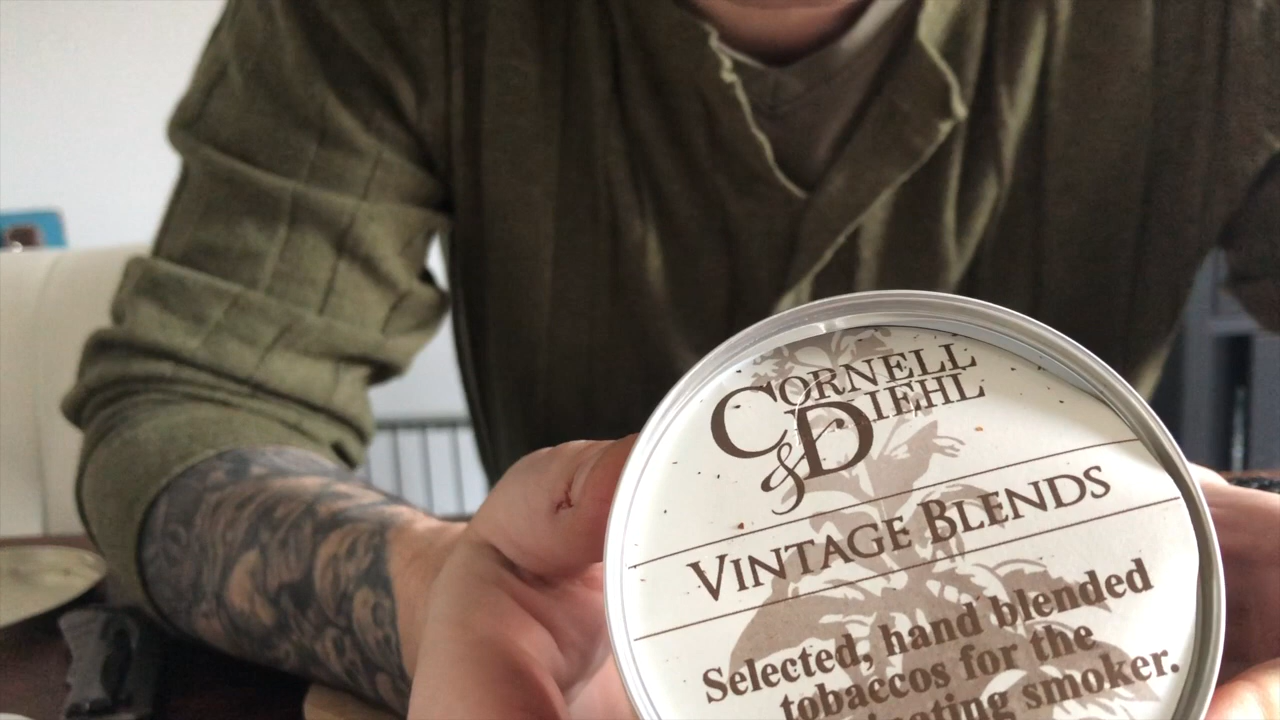 CORNELL
& DIEHL
VINTAGE BLENDS
Selected, hand blended
tobaccos for the
smoker.